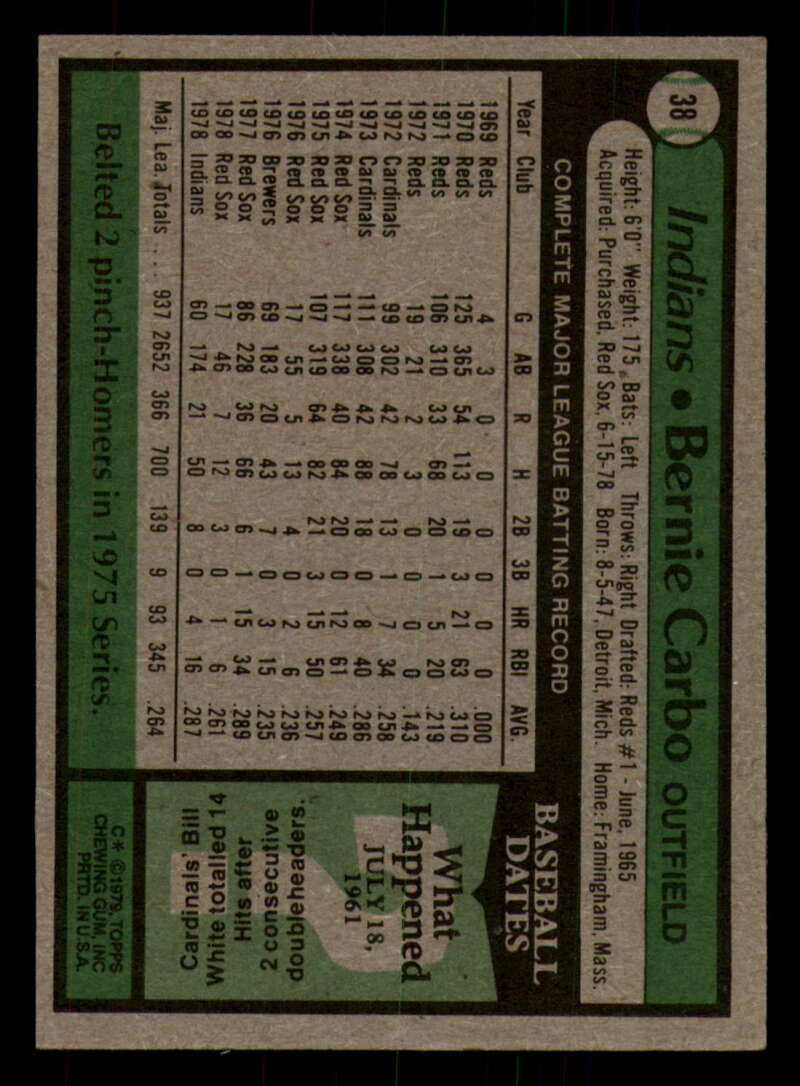 38
Indians • Bernie Carbo OUTFIELD
Height: 6'0" Weight: 175 Bats: Left Throws: Right Drafted: Reds #1 - June, 1965
Acquired: Purchased, Red Sox, 6-15-78 Born: 8-5-47, Detroit, Mich. Home: Framingham, Mass.
COMPLETE MAJOR LEAGUE BATTING RECORD
Year Club G AB R H 2B 3B HR RBI AVG.
1969 Reds 4 3 0 0 0 0 0 0 .000
1970 Reds 125 365 54 113 19 3 21 63 .310
1971 Reds 106 310 33 68 20 1 5 20 .219
1972 Reds 19 21 2 3 0 0 0 0 .143
1972 Cardinals 99 302 42 78 13 1 7 34 .258
1973 Cardinals 111 308 42 88 18 0 8 40 .286
1974 Red Sox 117 338 40 84 20 0 12 61 .249
1975 Red Sox 107 319 64 82 21 3 15 50 .257
1976 Red Sox 17 55 5 13 4 0 2 6 .236
1976 Brewers 69 183 20 43 7 0 3 15 .235
1977 Red Sox 86 228 36 66 6 1 15 34 .289
1978 Red Sox 17 46 7 12 3 0 1 6 .261
1978 Indians 60 174 21 50 8 0 4 16 .287
Maj. Lea. Totals ... 937 2652 366 700 139 9 93 345 .264
Belted 2 pinch-Homers in 1975 Series.
BASEBALL
DATES
What
Happened
JULY 18,
1961
Cardinals' Bill
White totalled 14
Hits after
2 consecutive
doubleheaders.
C* © 1979, TOPPS
CHEWING GUM, INC
PRTD. IN U.S.A.